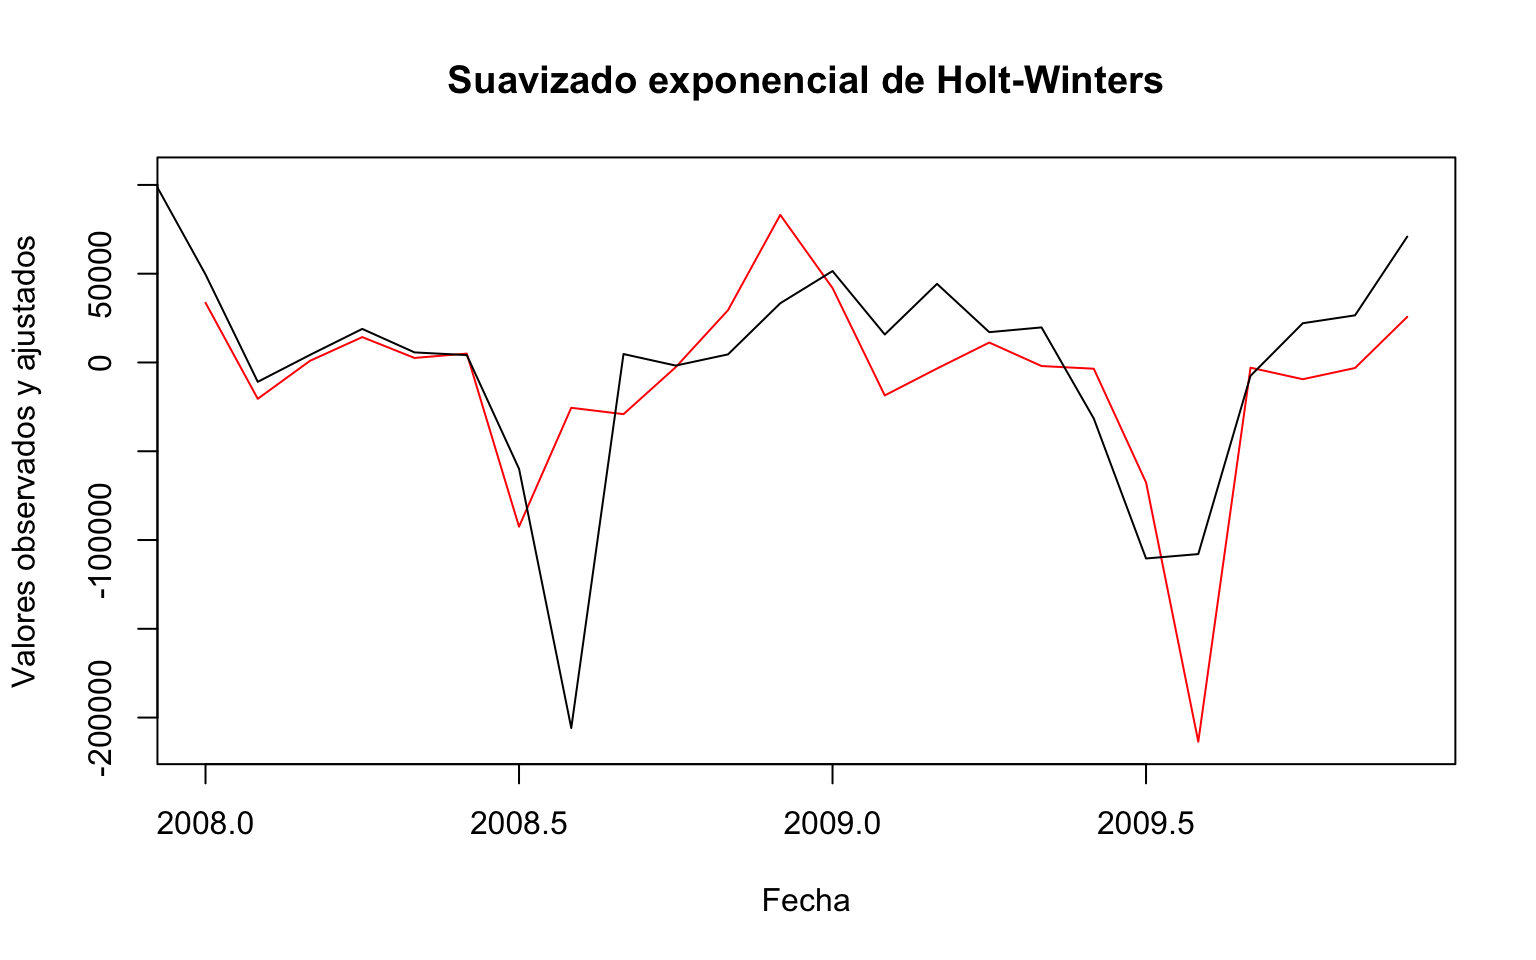 Suavizado exponencial de Holt-Winters
Valores observados y ajustados
50000
0
-100000
-200000
2008.0
2008.5
2009.0
2009.5
Fecha